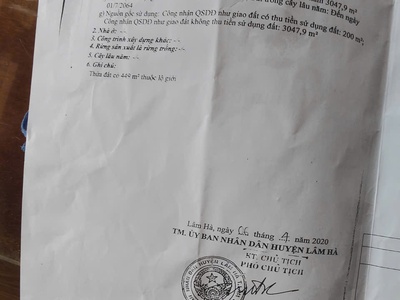 trồng cây lâu năm: Đến ngày
01/7/2064
g) Nguồn gốc sử dụng: Công nhận QSDĐ như giao đất có thu tiền sử dụng đất: 200 m²,
Công nhận QSDĐ như giao đất không thu tiền sử dụng đất: 3047,9 m²
2. Nhà ở: -/-
3. Công trình xây dựng khác: -/-
4. Rừng sản xuất là rừng trồng: -/-
5. Cây lâu năm: -/-
6. Ghi chú:
Thửa đất có 449 m² thuộc lộ giới
Lâm Hà, ngày 06 tháng 4 năm 2020
TM. ỦY BAN NHÂN DÂN HUYỆN LÂM HÀ
KT. CHỦ TỊCH
PHÓ CHỦ TỊCH